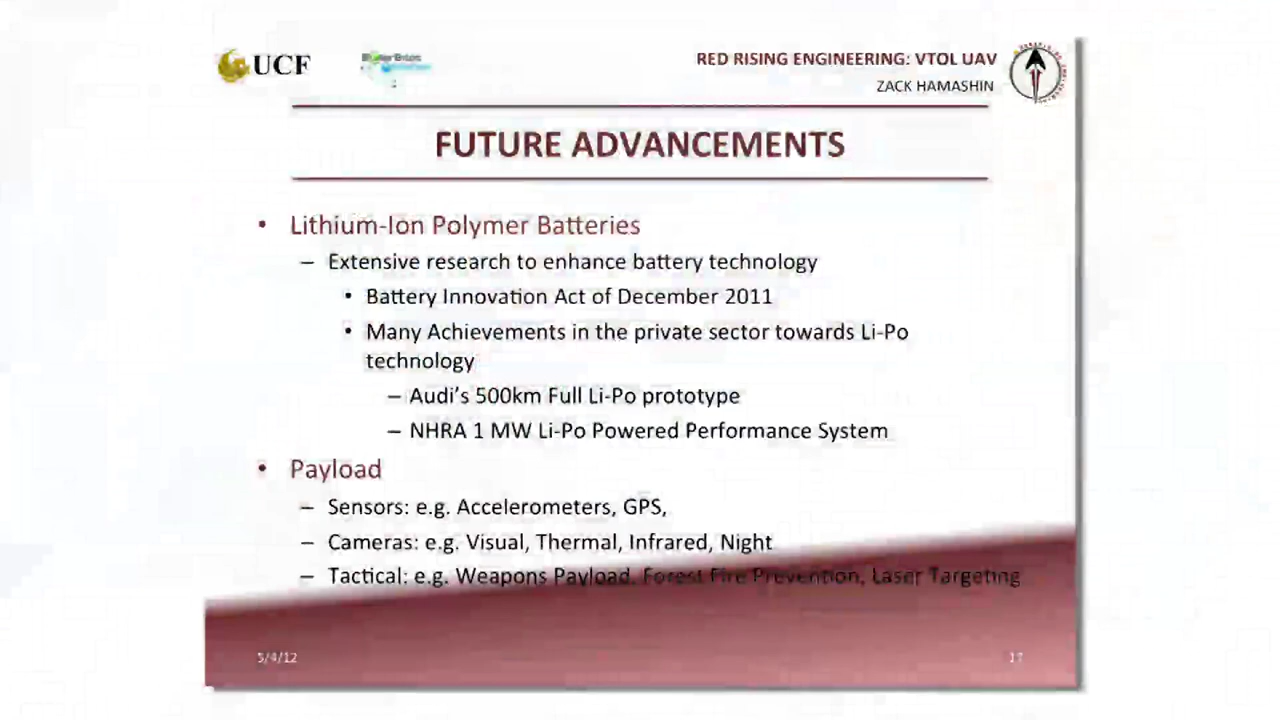 UCF
RED RISING ENGINEERING: VTOL UAV
ZACK HAMASHIN
FUTURE ADVANCEMENTS
• Lithium-Ion Polymer Batteries
– Extensive research to enhance battery technology
• Battery Innovation Act of December 2011
• Many Achievements in the private sector towards Li-Po
technology
– Audi's 500km Full Li-Po prototype
– NHRA 1 MW Li-Po Powered Performance System
• Payload
– Sensors: e.g. Accelerometers, GPS,
– Cameras: e.g. Visual, Thermal, Infrared, Night
– Tactical: e.g. Weapons Payload, Forest Fire Prevention, Laser Targeting
5/4/12
17